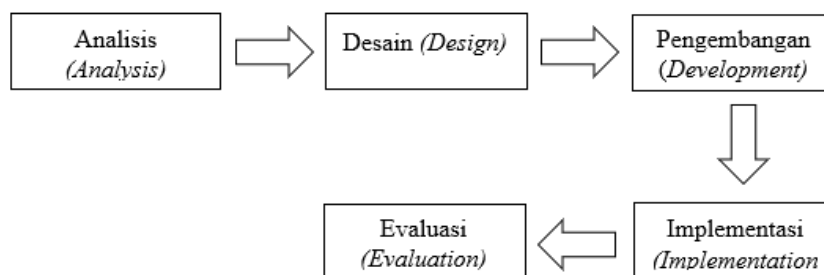 Analisis
(Analysis)
Desain (Design)
Pengembangan
(Development)
Implementasi
(Implementation
Evaluasi
(Evaluation)